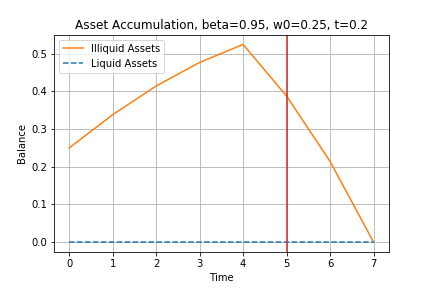 Asset Accumulation, beta=0.95, w0=0.25, t=0.2
Illiquid Assets
Liquid Assets
Balance
0.5
0.4
0.3
0.2
0.1
0.0
0 1 2 3 4 5 6 7
Time